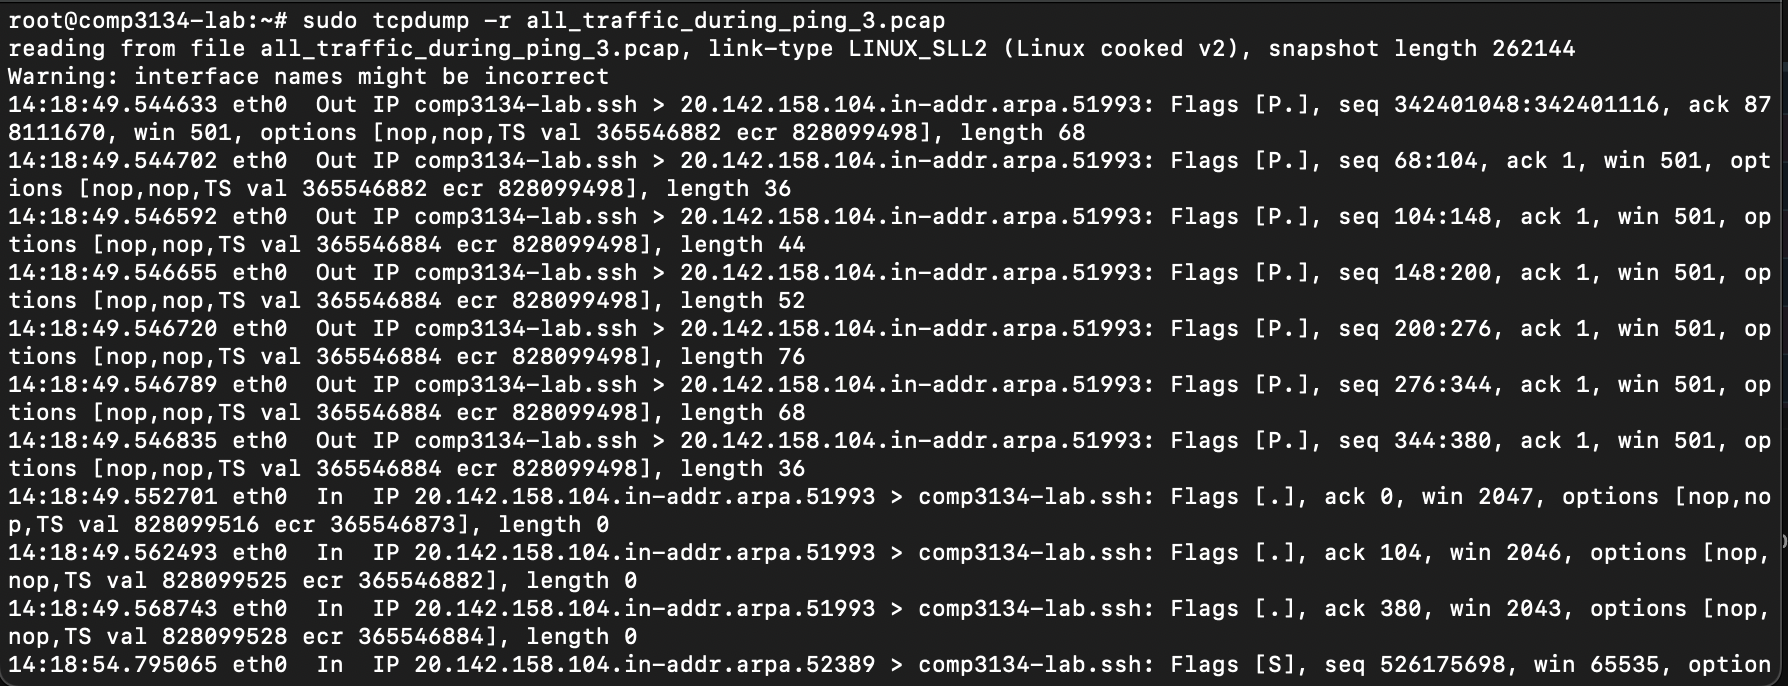 root@comp3134-lab:~# sudo tcpdump -r all_traffic_during_ping_3.pcap
reading from file all_traffic_during_ping_3.pcap, link-type LINUX_SLL2 (Linux cooked v2), snapshot length 262144
Warning: interface names might be incorrect
14:18:49.544633 eth0  Out IP comp3134-lab.ssh > 20.142.158.104.in-addr.arpa.51993: Flags [P.], seq 342401048:342401116, ack 87
8111670, win 501, options [nop,nop,TS val 365546882 ecr 828099498], length 68
14:18:49.544702 eth0  Out IP comp3134-lab.ssh > 20.142.158.104.in-addr.arpa.51993: Flags [P.], seq 68:104, ack 1, win 501, opt
ions [nop,nop,TS val 365546882 ecr 828099498], length 36
14:18:49.546592 eth0  Out IP comp3134-lab.ssh > 20.142.158.104.in-addr.arpa.51993: Flags [P.], seq 104:148, ack 1, win 501, op
tions [nop,nop,TS val 365546884 ecr 828099498], length 44
14:18:49.546655 eth0  Out IP comp3134-lab.ssh > 20.142.158.104.in-addr.arpa.51993: Flags [P.], seq 148:200, ack 1, win 501, op
tions [nop,nop,TS val 365546884 ecr 828099498], length 52
14:18:49.546720 eth0  Out IP comp3134-lab.ssh > 20.142.158.104.in-addr.arpa.51993: Flags [P.], seq 200:276, ack 1, win 501, op
tions [nop,nop,TS val 365546884 ecr 828099498], length 76
14:18:49.546789 eth0  Out IP comp3134-lab.ssh > 20.142.158.104.in-addr.arpa.51993: Flags [P.], seq 276:344, ack 1, win 501, op
tions [nop,nop,TS val 365546884 ecr 828099498], length 68
14:18:49.546835 eth0  Out IP comp3134-lab.ssh > 20.142.158.104.in-addr.arpa.51993: Flags [P.], seq 344:380, ack 1, win 501, op
tions [nop,nop,TS val 365546884 ecr 828099498], length 36
14:18:49.552701 eth0  In  IP 20.142.158.104.in-addr.arpa.51993 > comp3134-lab.ssh: Flags [.], ack 0, win 2047, options [nop,no
p,TS val 828099516 ecr 365546873], length 0
14:18:49.562493 eth0  In  IP 20.142.158.104.in-addr.arpa.51993 > comp3134-lab.ssh: Flags [.], ack 104, win 2046, options [nop,
nop,TS val 828099525 ecr 365546882], length 0
14:18:49.568743 eth0  In  IP 20.142.158.104.in-addr.arpa.51993 > comp3134-lab.ssh: Flags [.], ack 380, win 2043, options [nop,
nop,TS val 828099528 ecr 365546884], length 0
14:18:54.795065 eth0  In  IP 20.142.158.104.in-addr.arpa.52389 > comp3134-lab.ssh: Flags [S], seq 526175698, win 65535, option